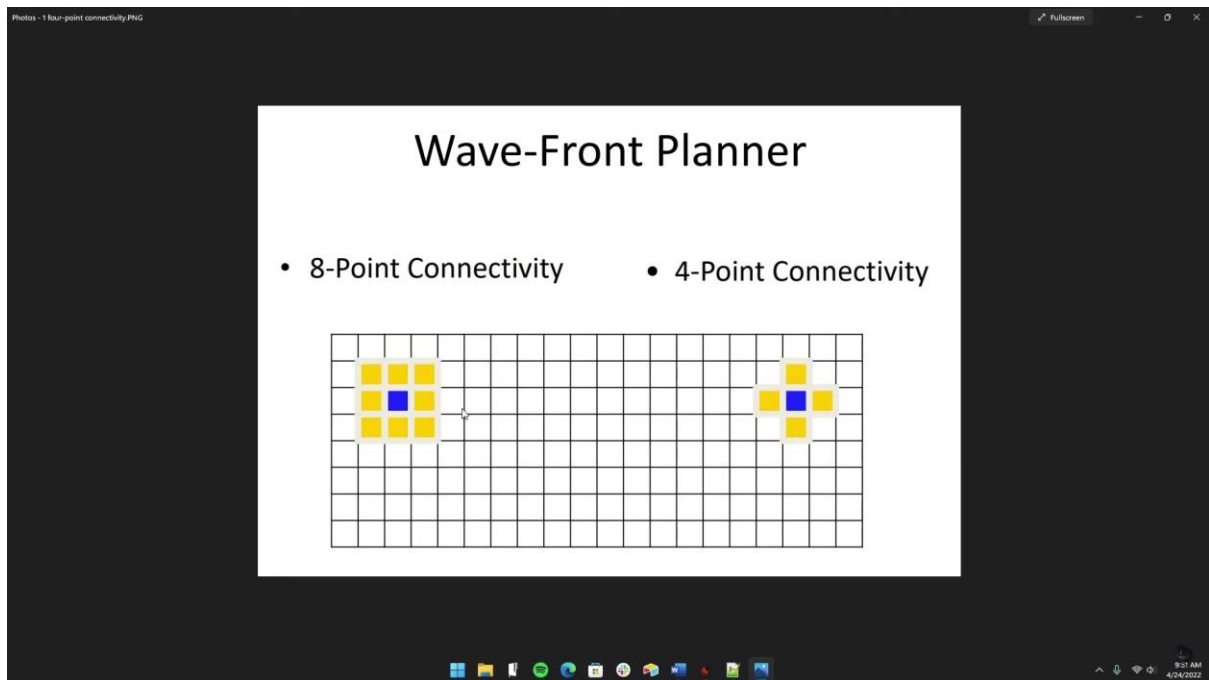 Photos - 1 four-point connectivity.PNG
Fullscreen
Wave-Front Planner
• 8-Point Connectivity
• 4-Point Connectivity
9:51 AM
4/24/2022